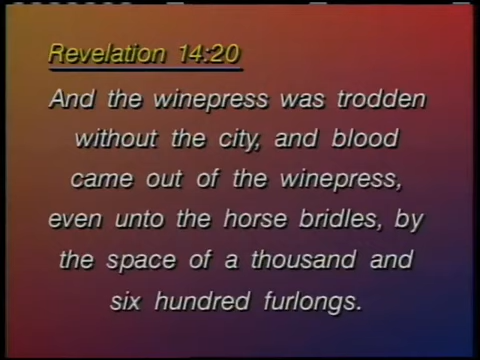 Revelation 14:20
And the winepress was trodden
without the city, and blood
came out of the winepress,
even unto the horse bridles, by
the space of a thousand and
six hundred furlongs.